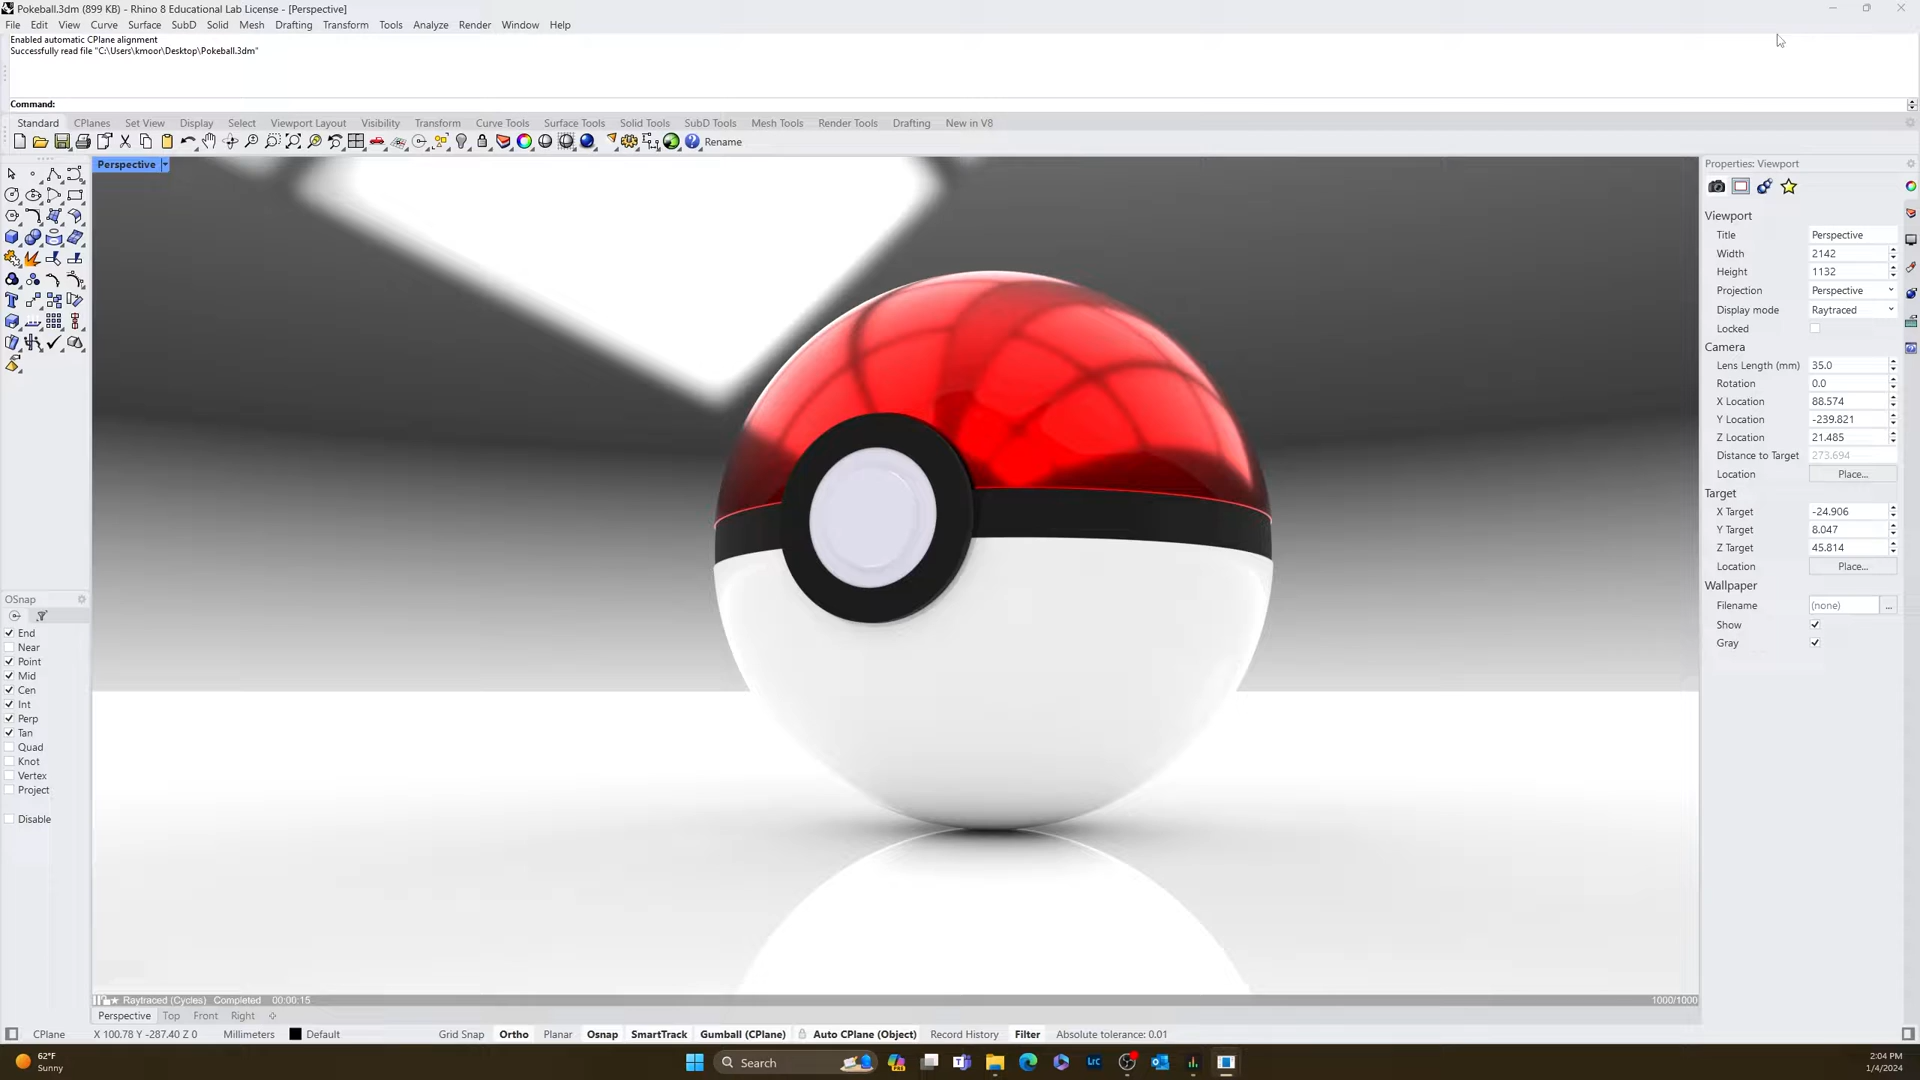 Pokeball.3dm (899 KB) - Rhino 8 Educational Lab License - [Perspective]
File Edit View Curve Surface SubD Solid Mesh Drafting Transform Tools Analyze Render Window Help
Enabled automatic CPlane alignment
Successfully read file "C:\Users\kmoor\Desktop\Pokeball.3dm"
Command:
Standard CPlanes Set View Display Select Viewport Layout Visibility Transform Curve Tools Surface Tools Solid Tools SubD Tools Mesh Tools Render Tools Drafting New in V8
Rename
Perspective
Properties: Viewport
Viewport
Title Perspective
Width 2142
Height 1132
Projection Perspective
Display mode Raytraced
Locked
Camera
Lens Length (mm) 35.0
Rotation 0.0
X Location 88.574
Y Location -239.821
Z Location 21.485
Distance to Target 273.694
Location Place...
Target
X Target -24.906
Y Target 8.047
Z Target 45.814
Location Place...
Wallpaper
Filename (none) ...
Show
Gray
OSnap
End
Near
Point
Mid
Cen
Int
Perp
Tan
Quad
Knot
Vertex
Project
Disable
Raytraced (Cycles) Completed 00:00:15 1000/1000
Perspective Top Front Right
CPlane X 100.78 Y -287.40 Z 0 Millimeters Default Grid Snap Ortho Planar Osnap SmartTrack Gumball (CPlane) Auto CPlane (Object) Record History Filter Absolute tolerance: 0.01
62°F
Sunny
Search
LrC
2:04 PM
1/4/2024